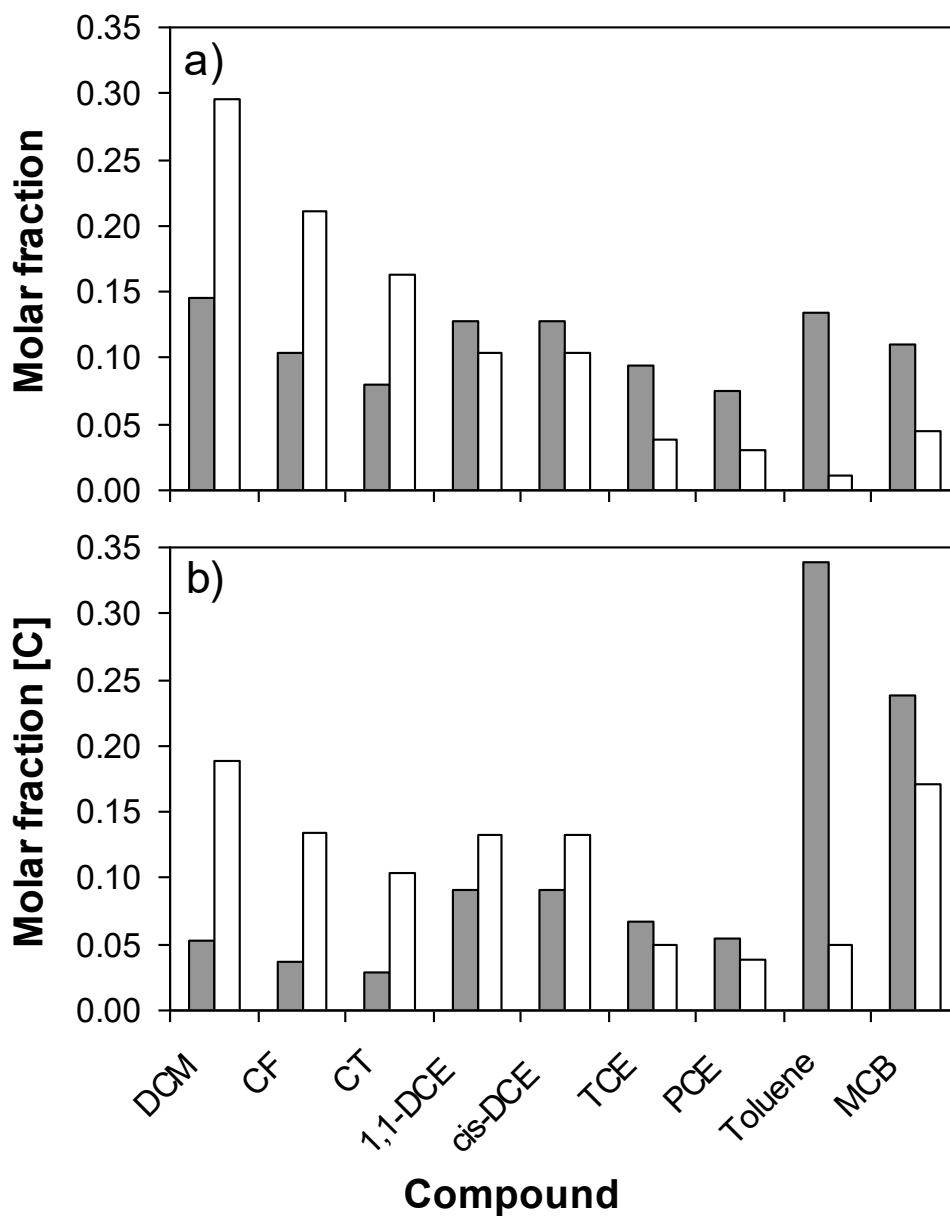 a)
Molar fraction
0.35
0.30
0.25
0.20
0.15
0.10
0.05
0.00
b)
Molar fraction [C]
0.35
0.30
0.25
0.20
0.15
0.10
0.05
0.00
DCM
CF
CT
1,1-DCE
cis-DCE
TCE
PCE
Toluene
MCB
Compound